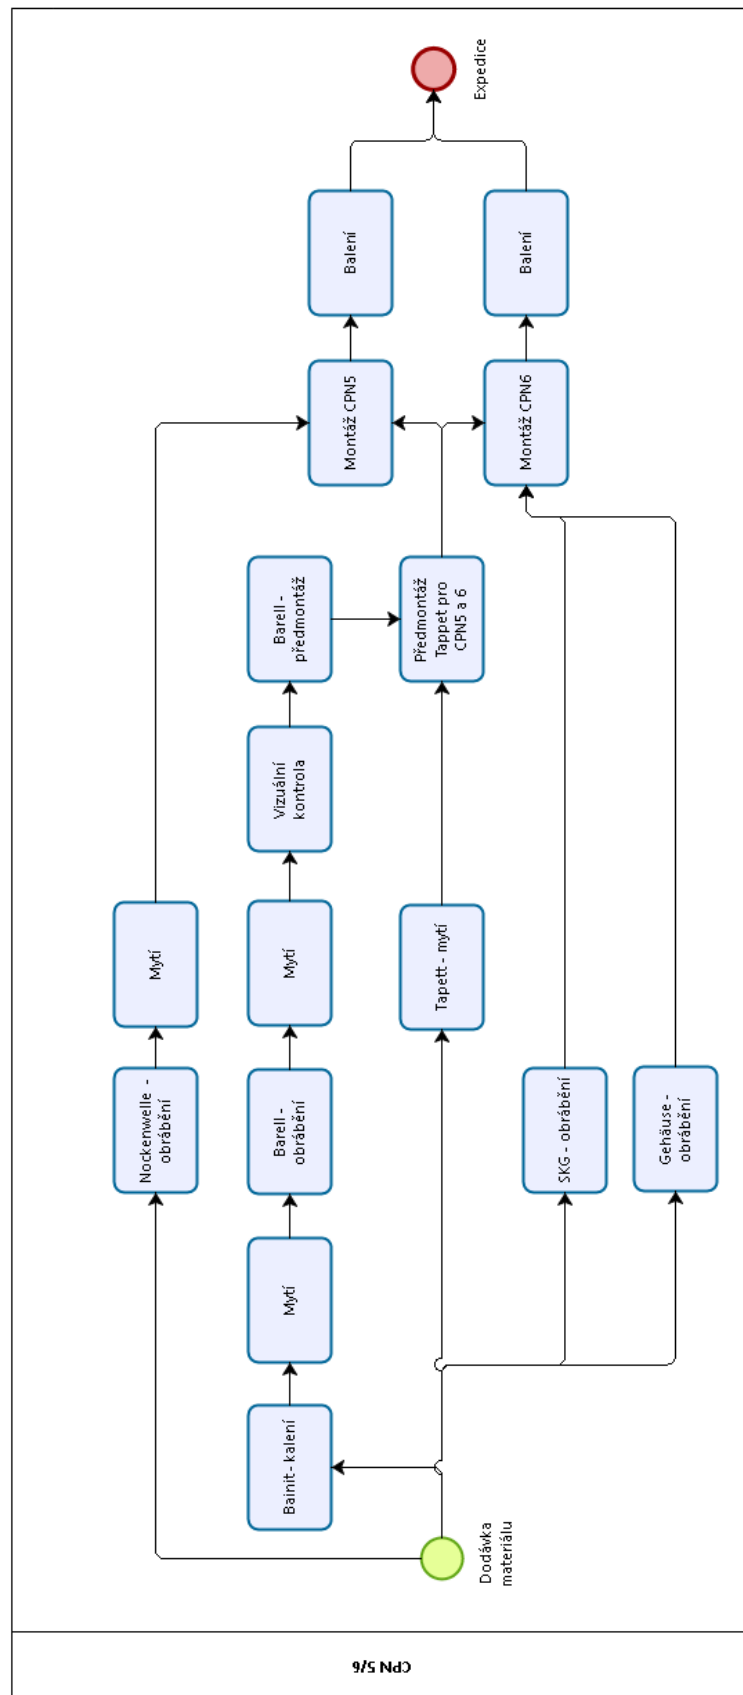 CPN 5/6
Dodávka
materiálu
Nockenwelle -
obrábění
Mytí
Bainit - kalení
Mytí
Barell -
obrábění
Mytí
Vizuální
kontrola
Barell -
předmontáž
Tapett - mytí
Předmontáž
Tappet pro
CPN5 a 6
SKG - obrábění
Gehäuse -
obrábění
Montáž CPN5
Balení
Montáž CPN6
Balení
Expedice